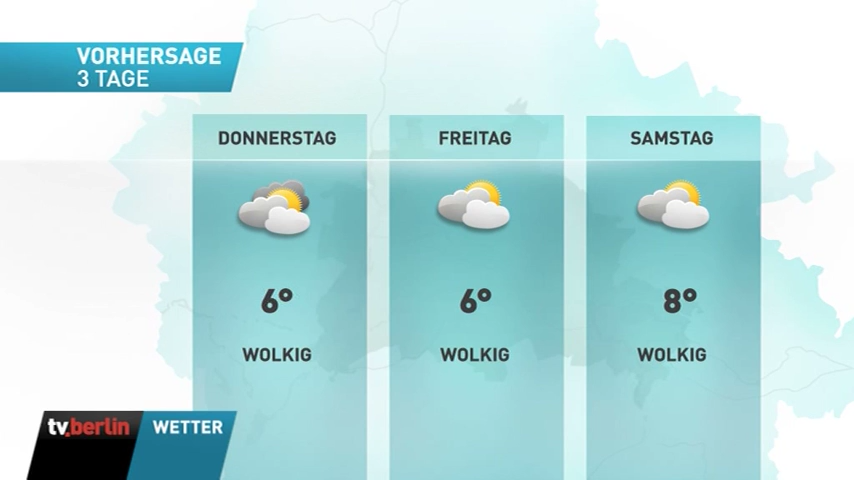 VORHERSAGE
3 TAGE
DONNERSTAG
FREITAG
SAMSTAG
6°
6°
8°
WOLKIG
WOLKIG
WOLKIG
tv.berlin
WETTER